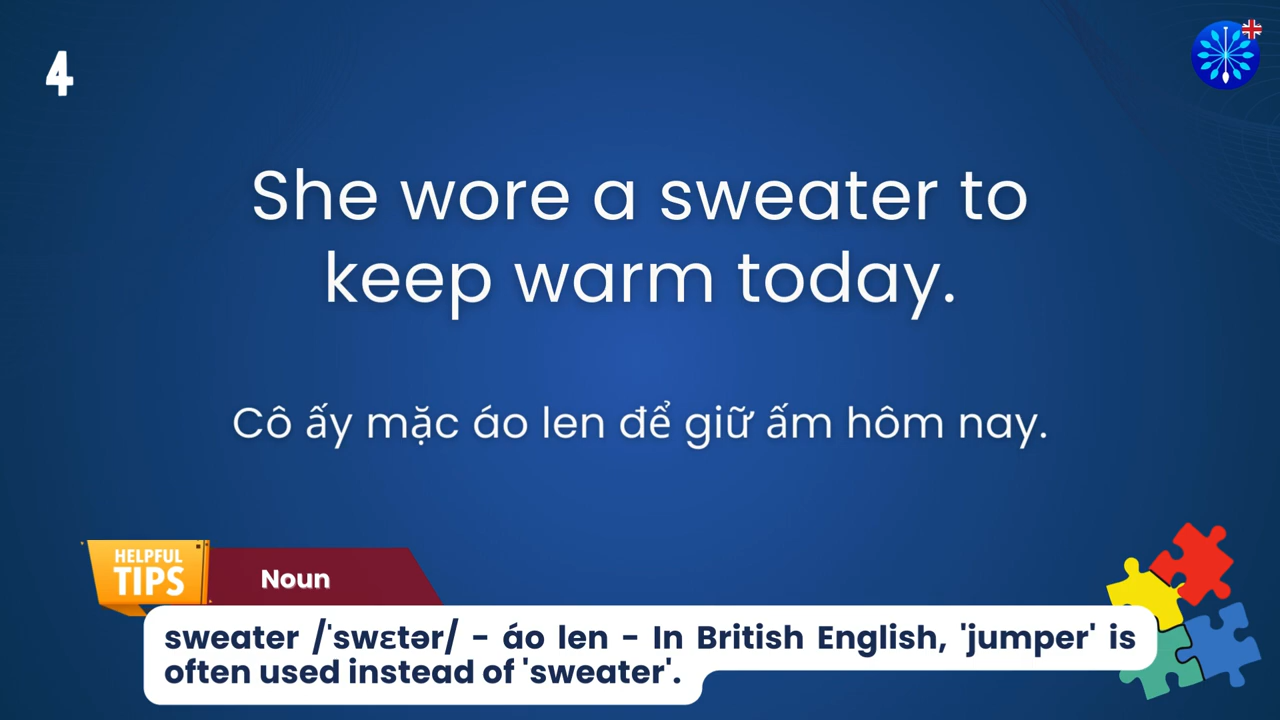 4
She wore a sweater to
keep warm today.
Cô ấy mặc áo len để giữ ấm hôm nay.
HELPFUL
TIPS
Noun
sweater /ˈswɛtər/ - áo len - In British English, 'jumper' is
often used instead of 'sweater'.